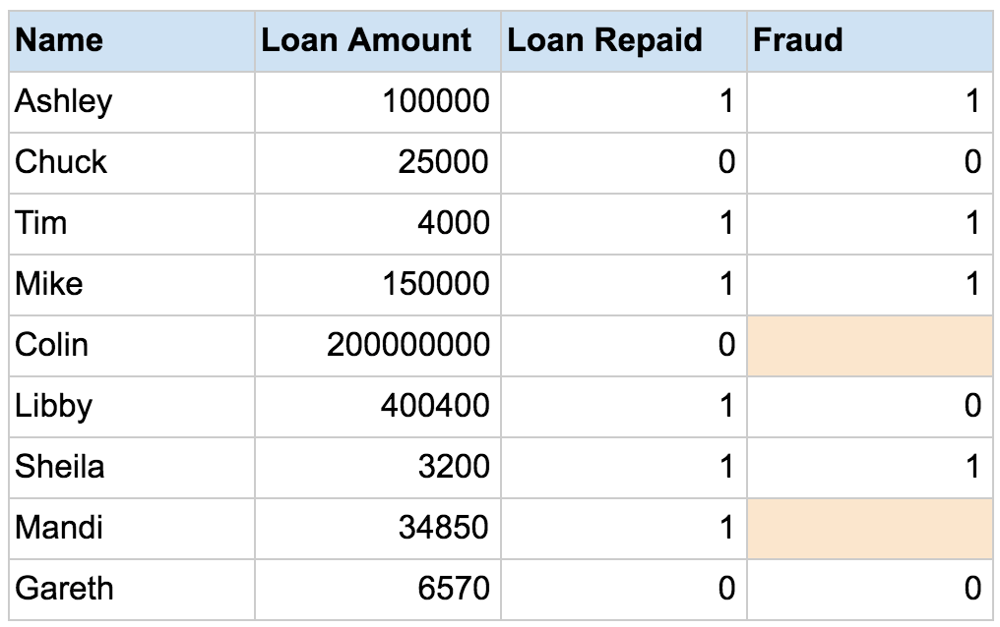 Name Loan Amount Loan Repaid Fraud
Ashley 100000 1 1
Chuck 25000 0 0
Tim 4000 1 1
Mike 150000 1 1
Colin 200000000 0
Libby 400400 1 0
Sheila 3200 1 1
Mandi 34850 1
Gareth 6570 0 0